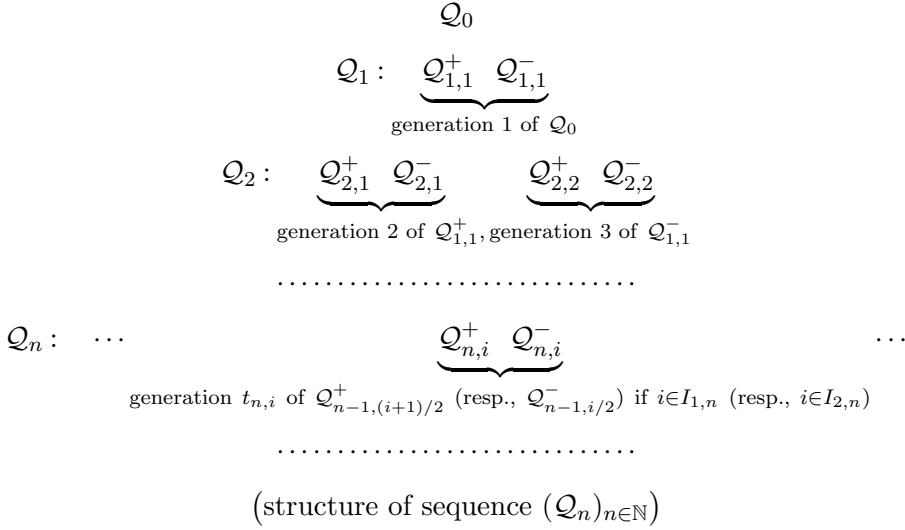 𝒬₀
𝒬₁ : 𝒬⁺₁,₁ 𝒬⁻₁,₁
generation 1 of 𝒬₀
𝒬₂ : 𝒬⁺₂,₁ 𝒬⁻₂,₁ 𝒬⁺₂,₂ 𝒬⁻₂,₂
generation 2 of 𝒬⁺₁,₁, generation 3 of 𝒬⁻₁,₁
..............................
𝒬ₙ : ··· 𝒬⁺ₙ,ᵢ 𝒬⁻ₙ,ᵢ ···
generation tₙ,ᵢ of 𝒬⁺ₙ₋₁,₍ᵢ₊₁₎/₂ (resp., 𝒬⁻ₙ₋₁,ᵢ/₂) if i∈I₁,ₙ (resp., i∈I₂,ₙ)
..............................
(structure of sequence (𝒬ₙ)ₙ∈ℕ)